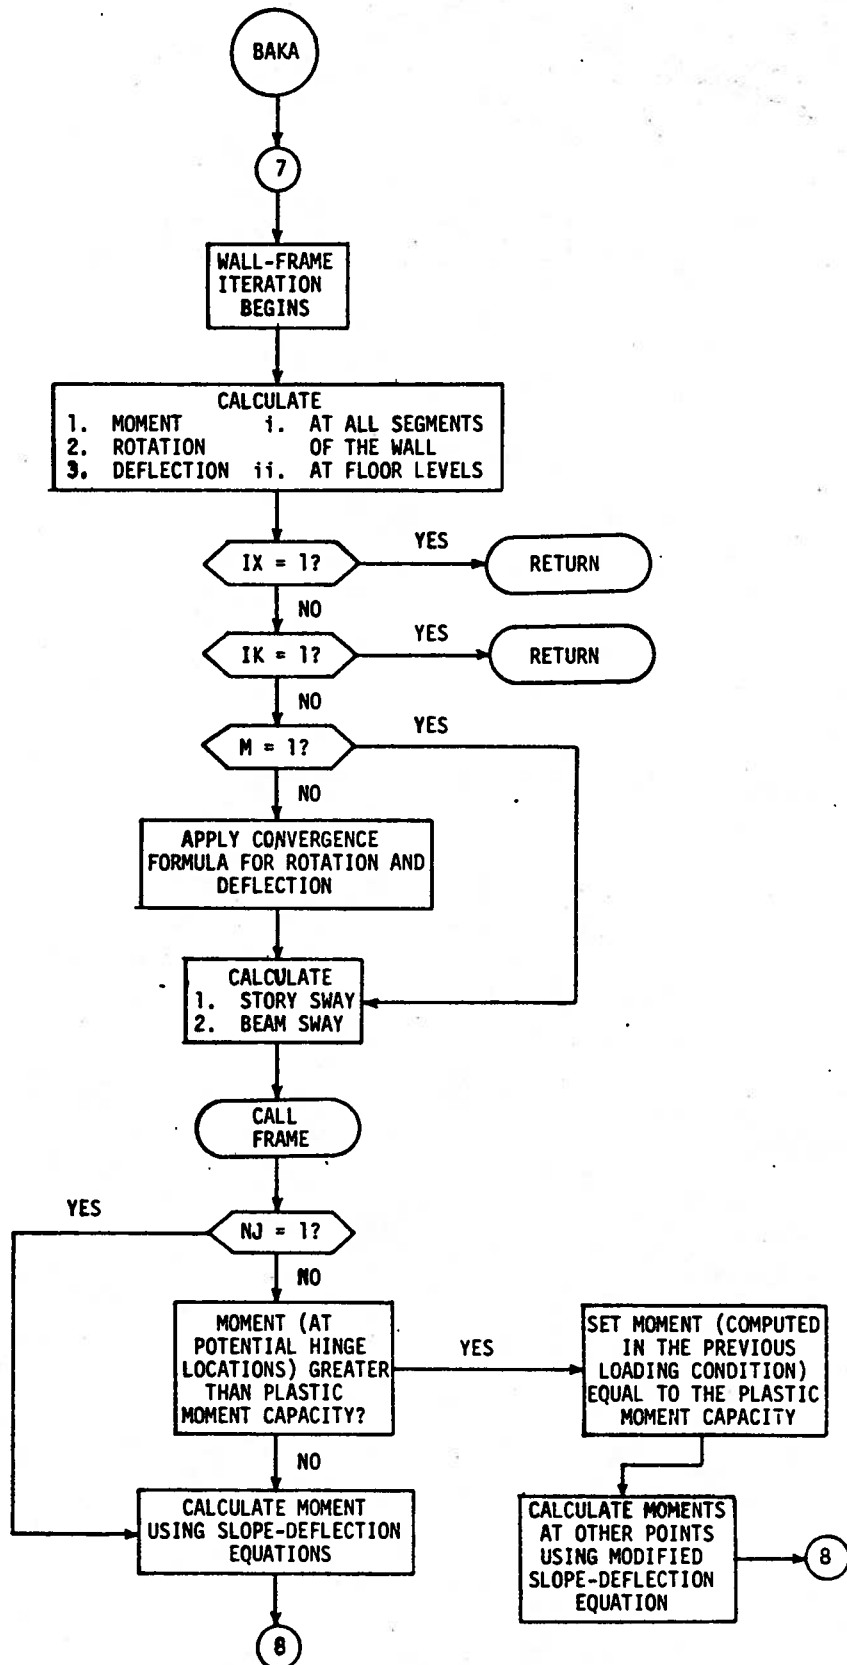 BAKA
7
WALL-FRAME
ITERATION
BEGINS
CALCULATE
1. MOMENT i. AT ALL SEGMENTS
2. ROTATION OF THE WALL
3. DEFLECTION ii. AT FLOOR LEVELS
IX = 1?
YES
RETURN
NO
IK = 1?
YES
RETURN
NO
M = 1?
YES
NO
APPLY CONVERGENCE
FORMULA FOR ROTATION AND
DEFLECTION
CALCULATE
1. STORY SWAY
2. BEAM SWAY
CALL
FRAME
YES
NJ = 1?
NO
MOMENT (AT
POTENTIAL HINGE
LOCATIONS) GREATER
THAN PLASTIC
MOMENT CAPACITY?
YES
SET MOMENT (COMPUTED
IN THE PREVIOUS
LOADING CONDITION)
EQUAL TO THE PLASTIC
MOMENT CAPACITY
NO
CALCULATE MOMENT
USING SLOPE-DEFLECTION
EQUATIONS
CALCULATE MOMENTS
AT OTHER POINTS
USING MODIFIED
SLOPE-DEFLECTION
EQUATION
8
8